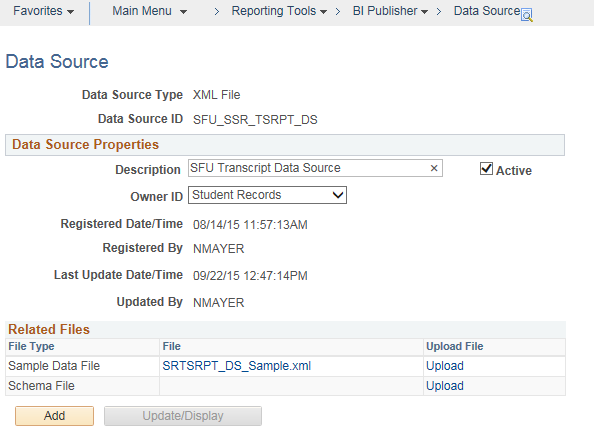 Favorites Main Menu Reporting Tools BI Publisher Data Source
Data Source
Data Source Type XML File
Data Source ID SFU_SSR_TSRPT_DS
Data Source Properties
Description SFU Transcript Data Source × Active
Owner ID Student Records
Registered Date/Time 08/14/15 11:57:13AM
Registered By NMAYER
Last Update Date/Time 09/22/15 12:47:14PM
Updated By NMAYER
Related Files
File Type File Upload File
Sample Data File SRTSRPT_DS_Sample.xml Upload
Schema File Upload
Add Update/Display